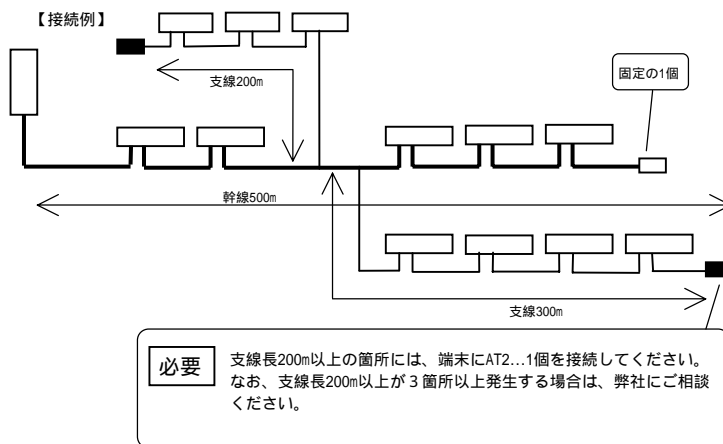 【接続例】
支線200m
固定の1個
幹線500m
支線300m
必要
支線長200m以上の箇所には、端末にAT2...1個を接続してください。
なお、支線長200m以上が３箇所以上発生する場合は、弊社にご相談
ください。